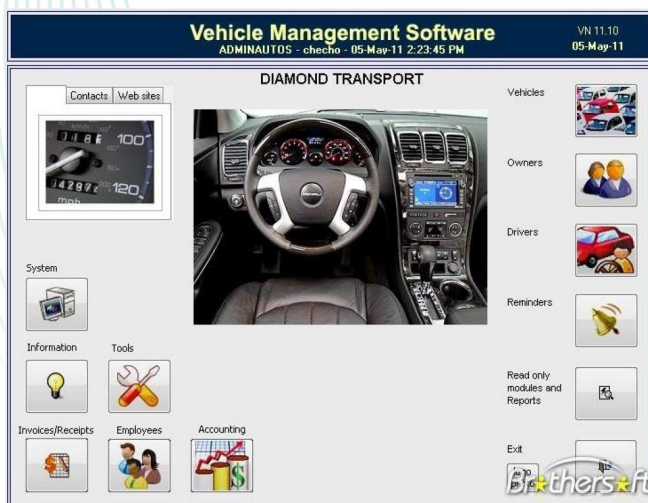 Vehicle Management Software
ADMINAUTOS - checho - 05-May-11 2:23:45 PM
VN 11.10
05-May-11
DIAMOND TRANSPORT
Contacts
Web sites
100
120
mph
Vehicles
Owners
Drivers
System
Reminders
Information
Tools
Read only
modules and
Reports
Invoices/Receipts
Employees
Accounting
Exit
Brothersoft